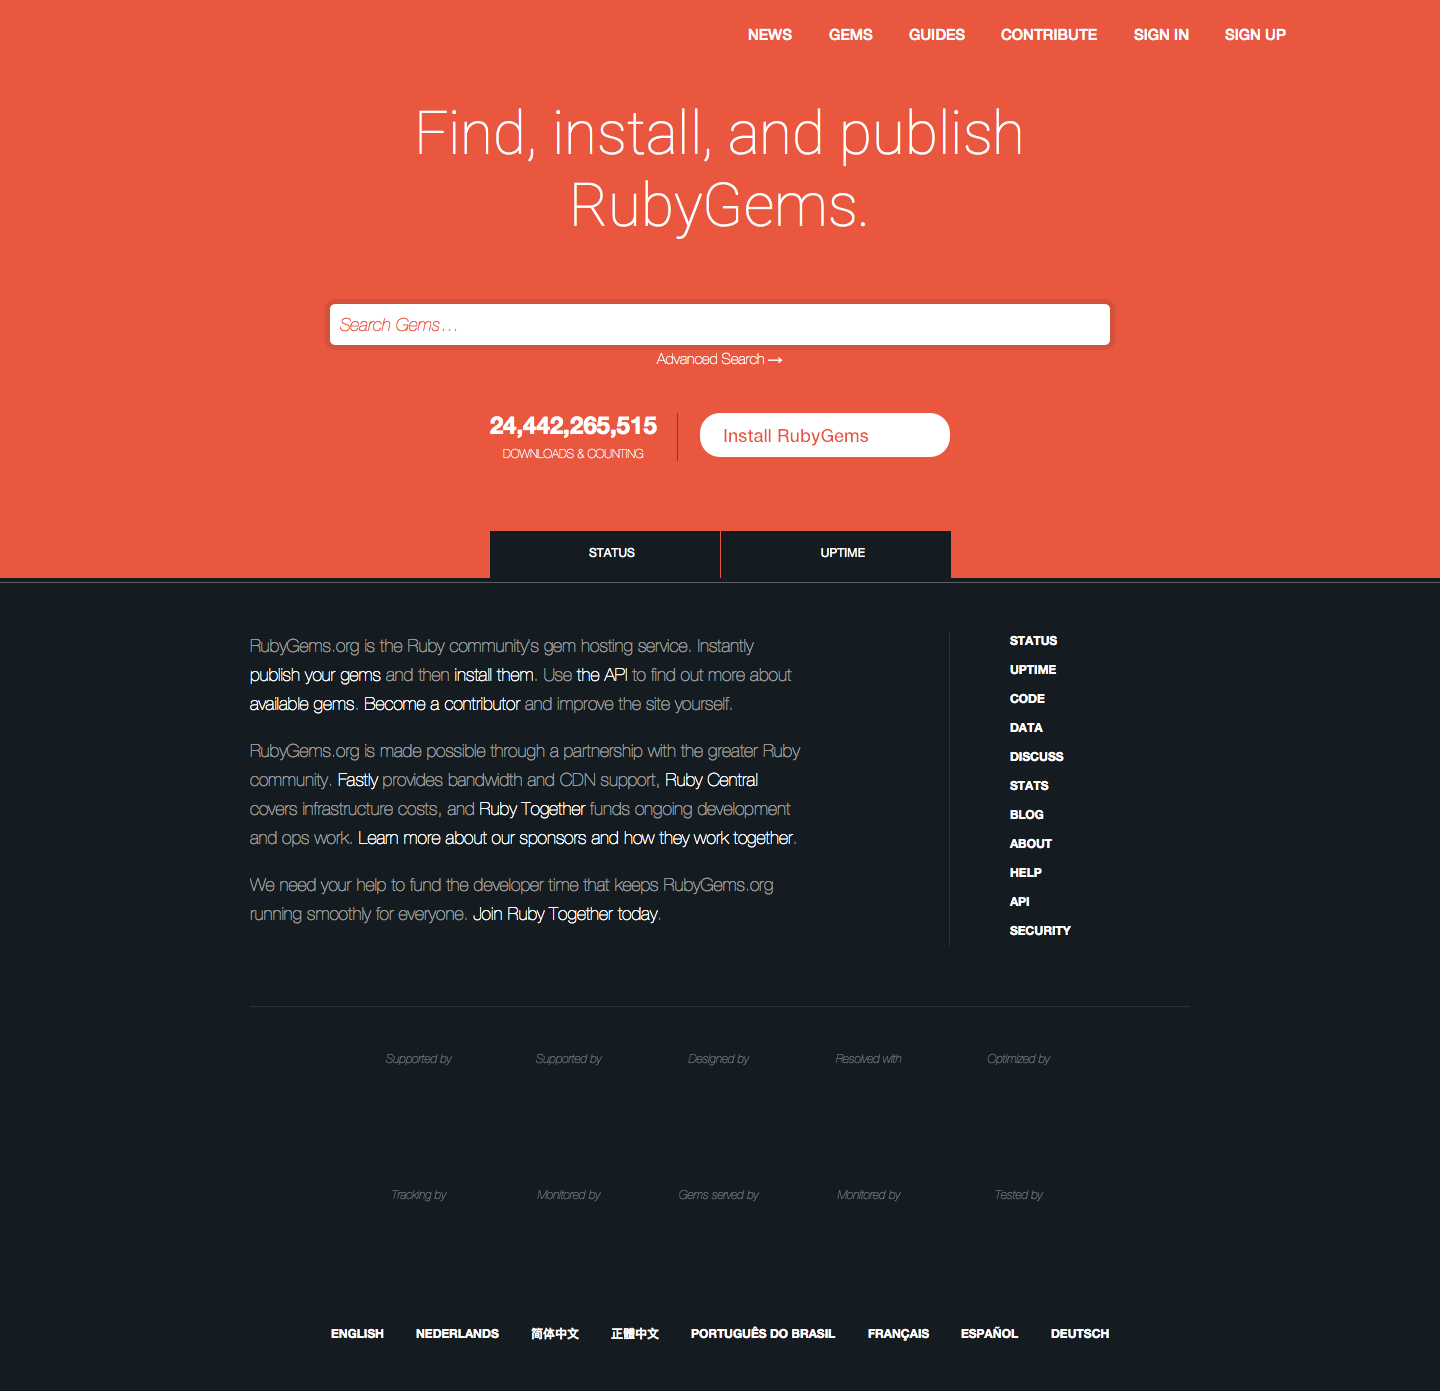 NEWS GEMS GUIDES CONTRIBUTE SIGN IN SIGN UP
Find, install, and publish
RubyGems.
Search Gems…
Advanced Search →
24,442,265,515
DOWNLOADS & COUNTING
Install RubyGems
STATUS UPTIME
RubyGems.org is the Ruby community's gem hosting service. Instantly
publish your gems and then install them. Use the API to find out more about
available gems. Become a contributor and improve the site yourself.
RubyGems.org is made possible through a partnership with the greater Ruby
community. Fastly provides bandwidth and CDN support, Ruby Central
covers infrastructure costs, and Ruby Together funds ongoing development
and ops work. Learn more about our sponsors and how they work together.
We need your help to fund the developer time that keeps RubyGems.org
running smoothly for everyone. Join Ruby Together today.
STATUS
UPTIME
CODE
DATA
DISCUSS
STATS
BLOG
ABOUT
HELP
API
SECURITY
Supported by Supported by Designed by Resolved with Optimized by
Tracking by Monitored by Gems served by Monitored by Tested by
ENGLISH NEDERLANDS 简体中文 正體中文 PORTUGUÊS DO BRASIL FRANÇAIS ESPAÑOL DEUTSCH